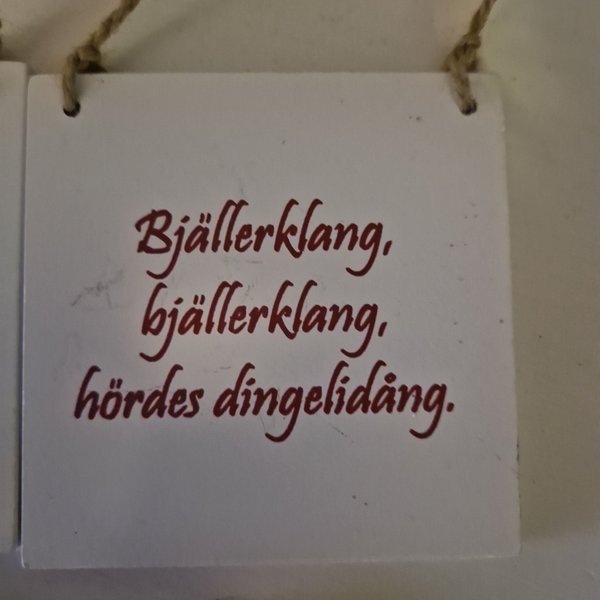 Bjällerklang,
bjällerklang,
hördes dingelidång.